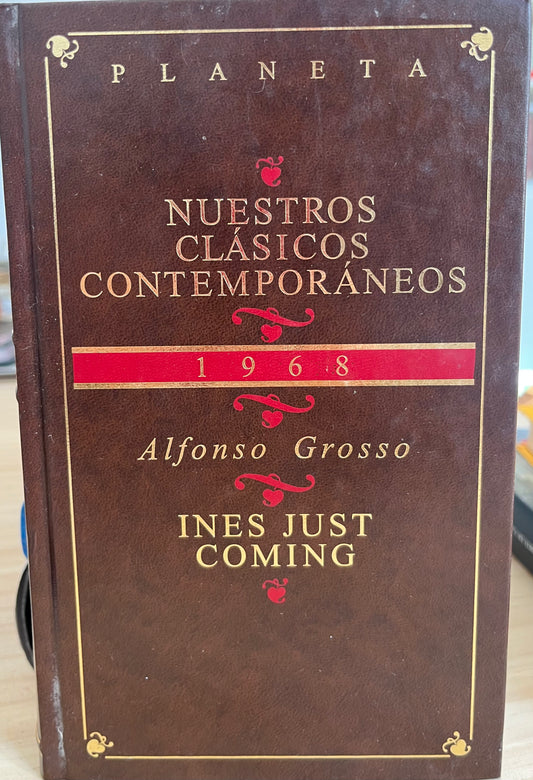 PLANETA
NUESTROS
CLÁSICOS
CONTEMPORÁNEOS
1968
Alfonso Grosso
INES JUST
COMING